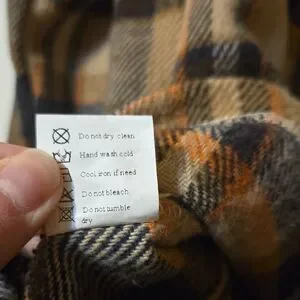 Do not dry clean
Hand wash cold
Cool iron if need
Do not bleach.
Do not tumble
dry